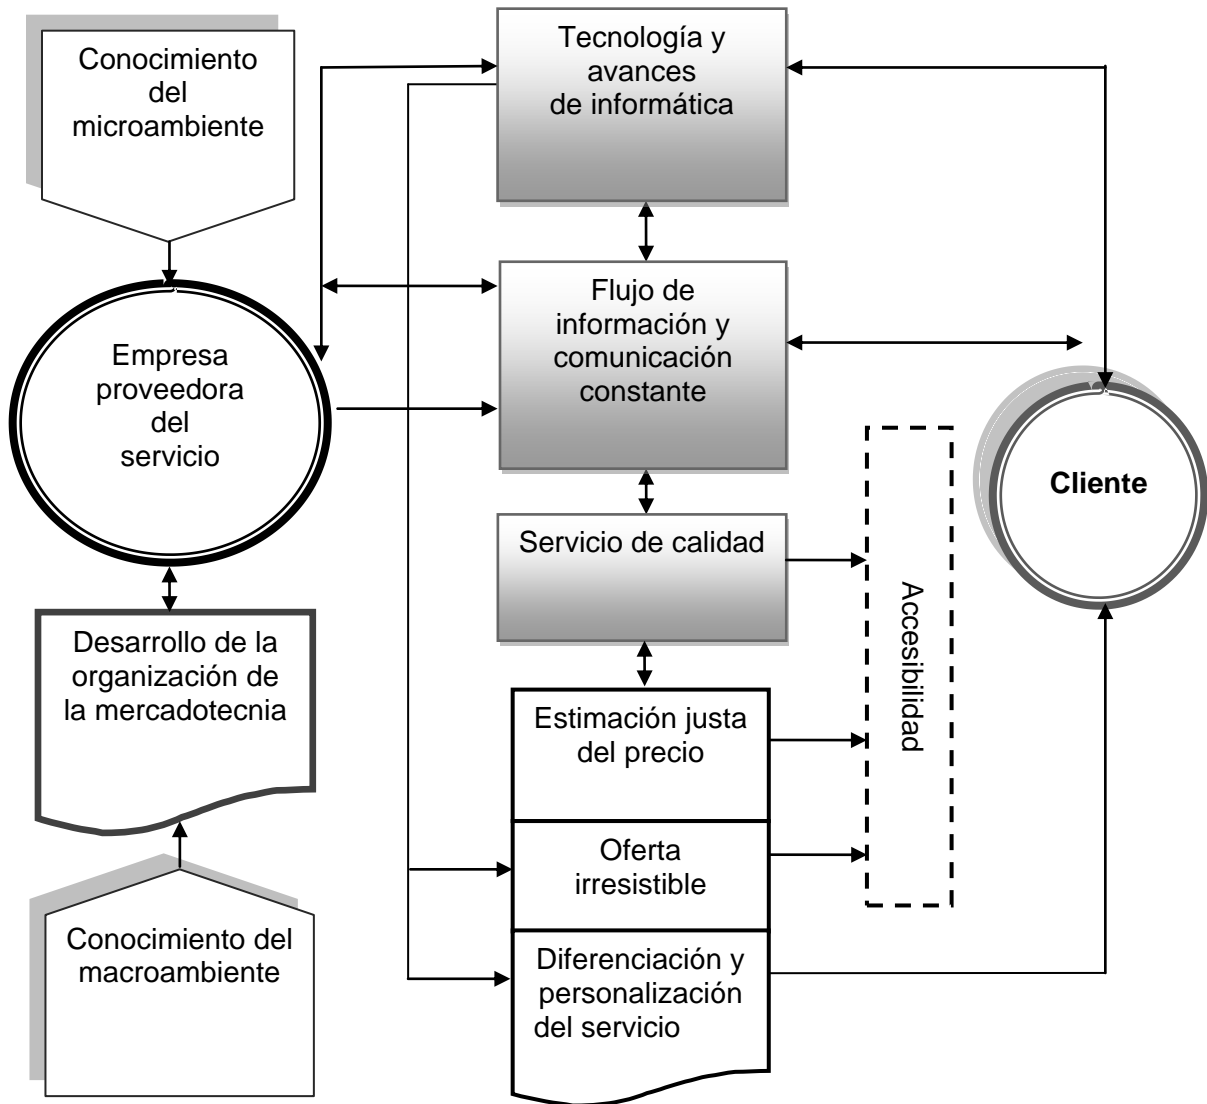 Conocimiento
del
microambiente
Tecnología y
avances
de informática
Flujo de
información y
comunicación
constante
Empresa
proveedora
del
servicio
Cliente
Servicio de calidad
Accesibilidad
Desarrollo de la
organización de
la mercadotecnia
Estimación justa
del precio
Oferta
irresistible
Conocimiento del
macroambiente
Diferenciación y
personalización
del servicio